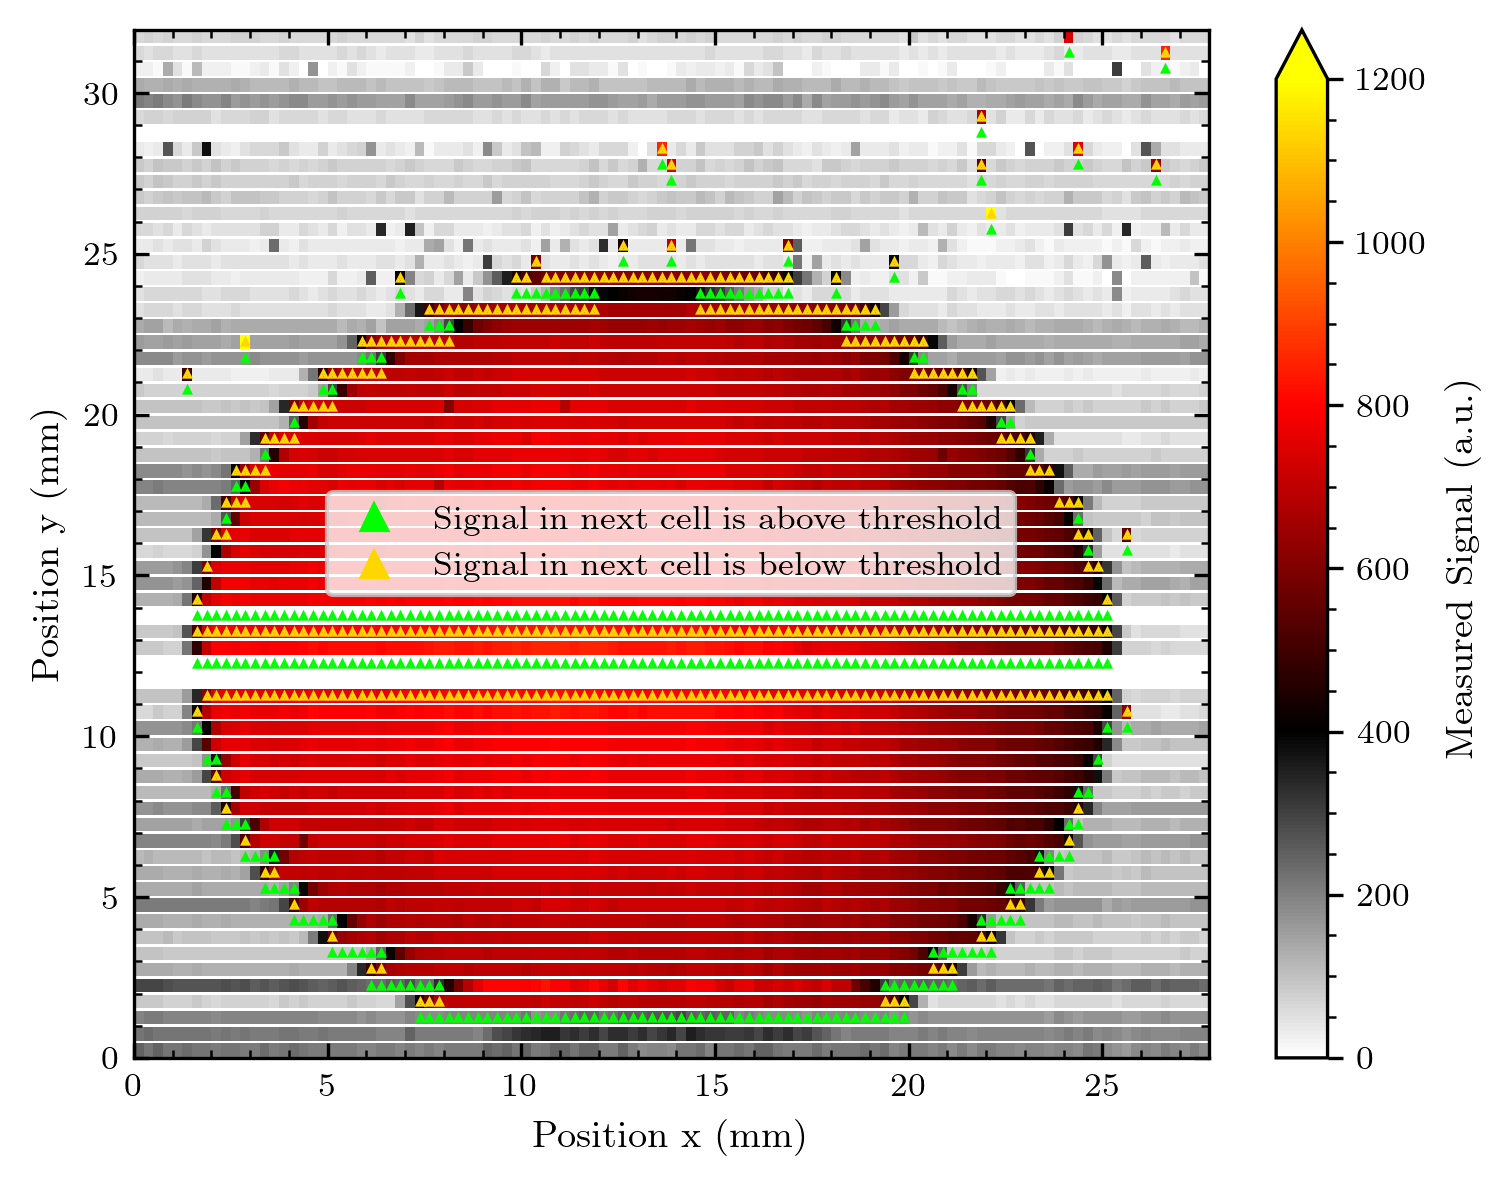 30
25
20
15
10
5
0
Position y (mm)
Signal in next cell is above threshold
Signal in next cell is below threshold
0 5 10 15 20 25
Position x (mm)
1200
1000
800
600
400
200
0
Measured Signal (a.u.)